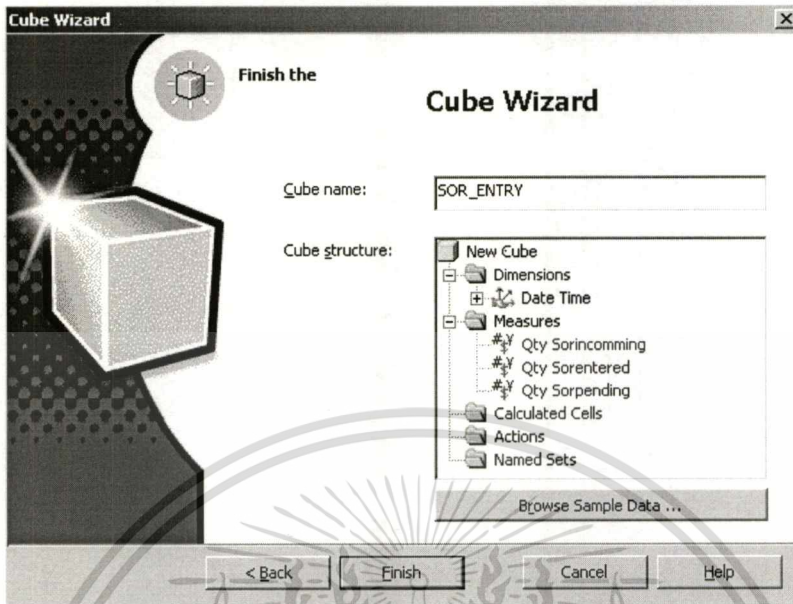 Cube Wizard
Finish the
Cube Wizard
Cube name:
SOR_ENTRY
Cube structure:
New Cube
Dimensions
Date Time
Measures
Qty Sorincomming
Qty Sorentered
Qty Sorpending
Calculated Cells
Actions
Named Sets
Browse Sample Data ...
< Back
Finish
Cancel
Help